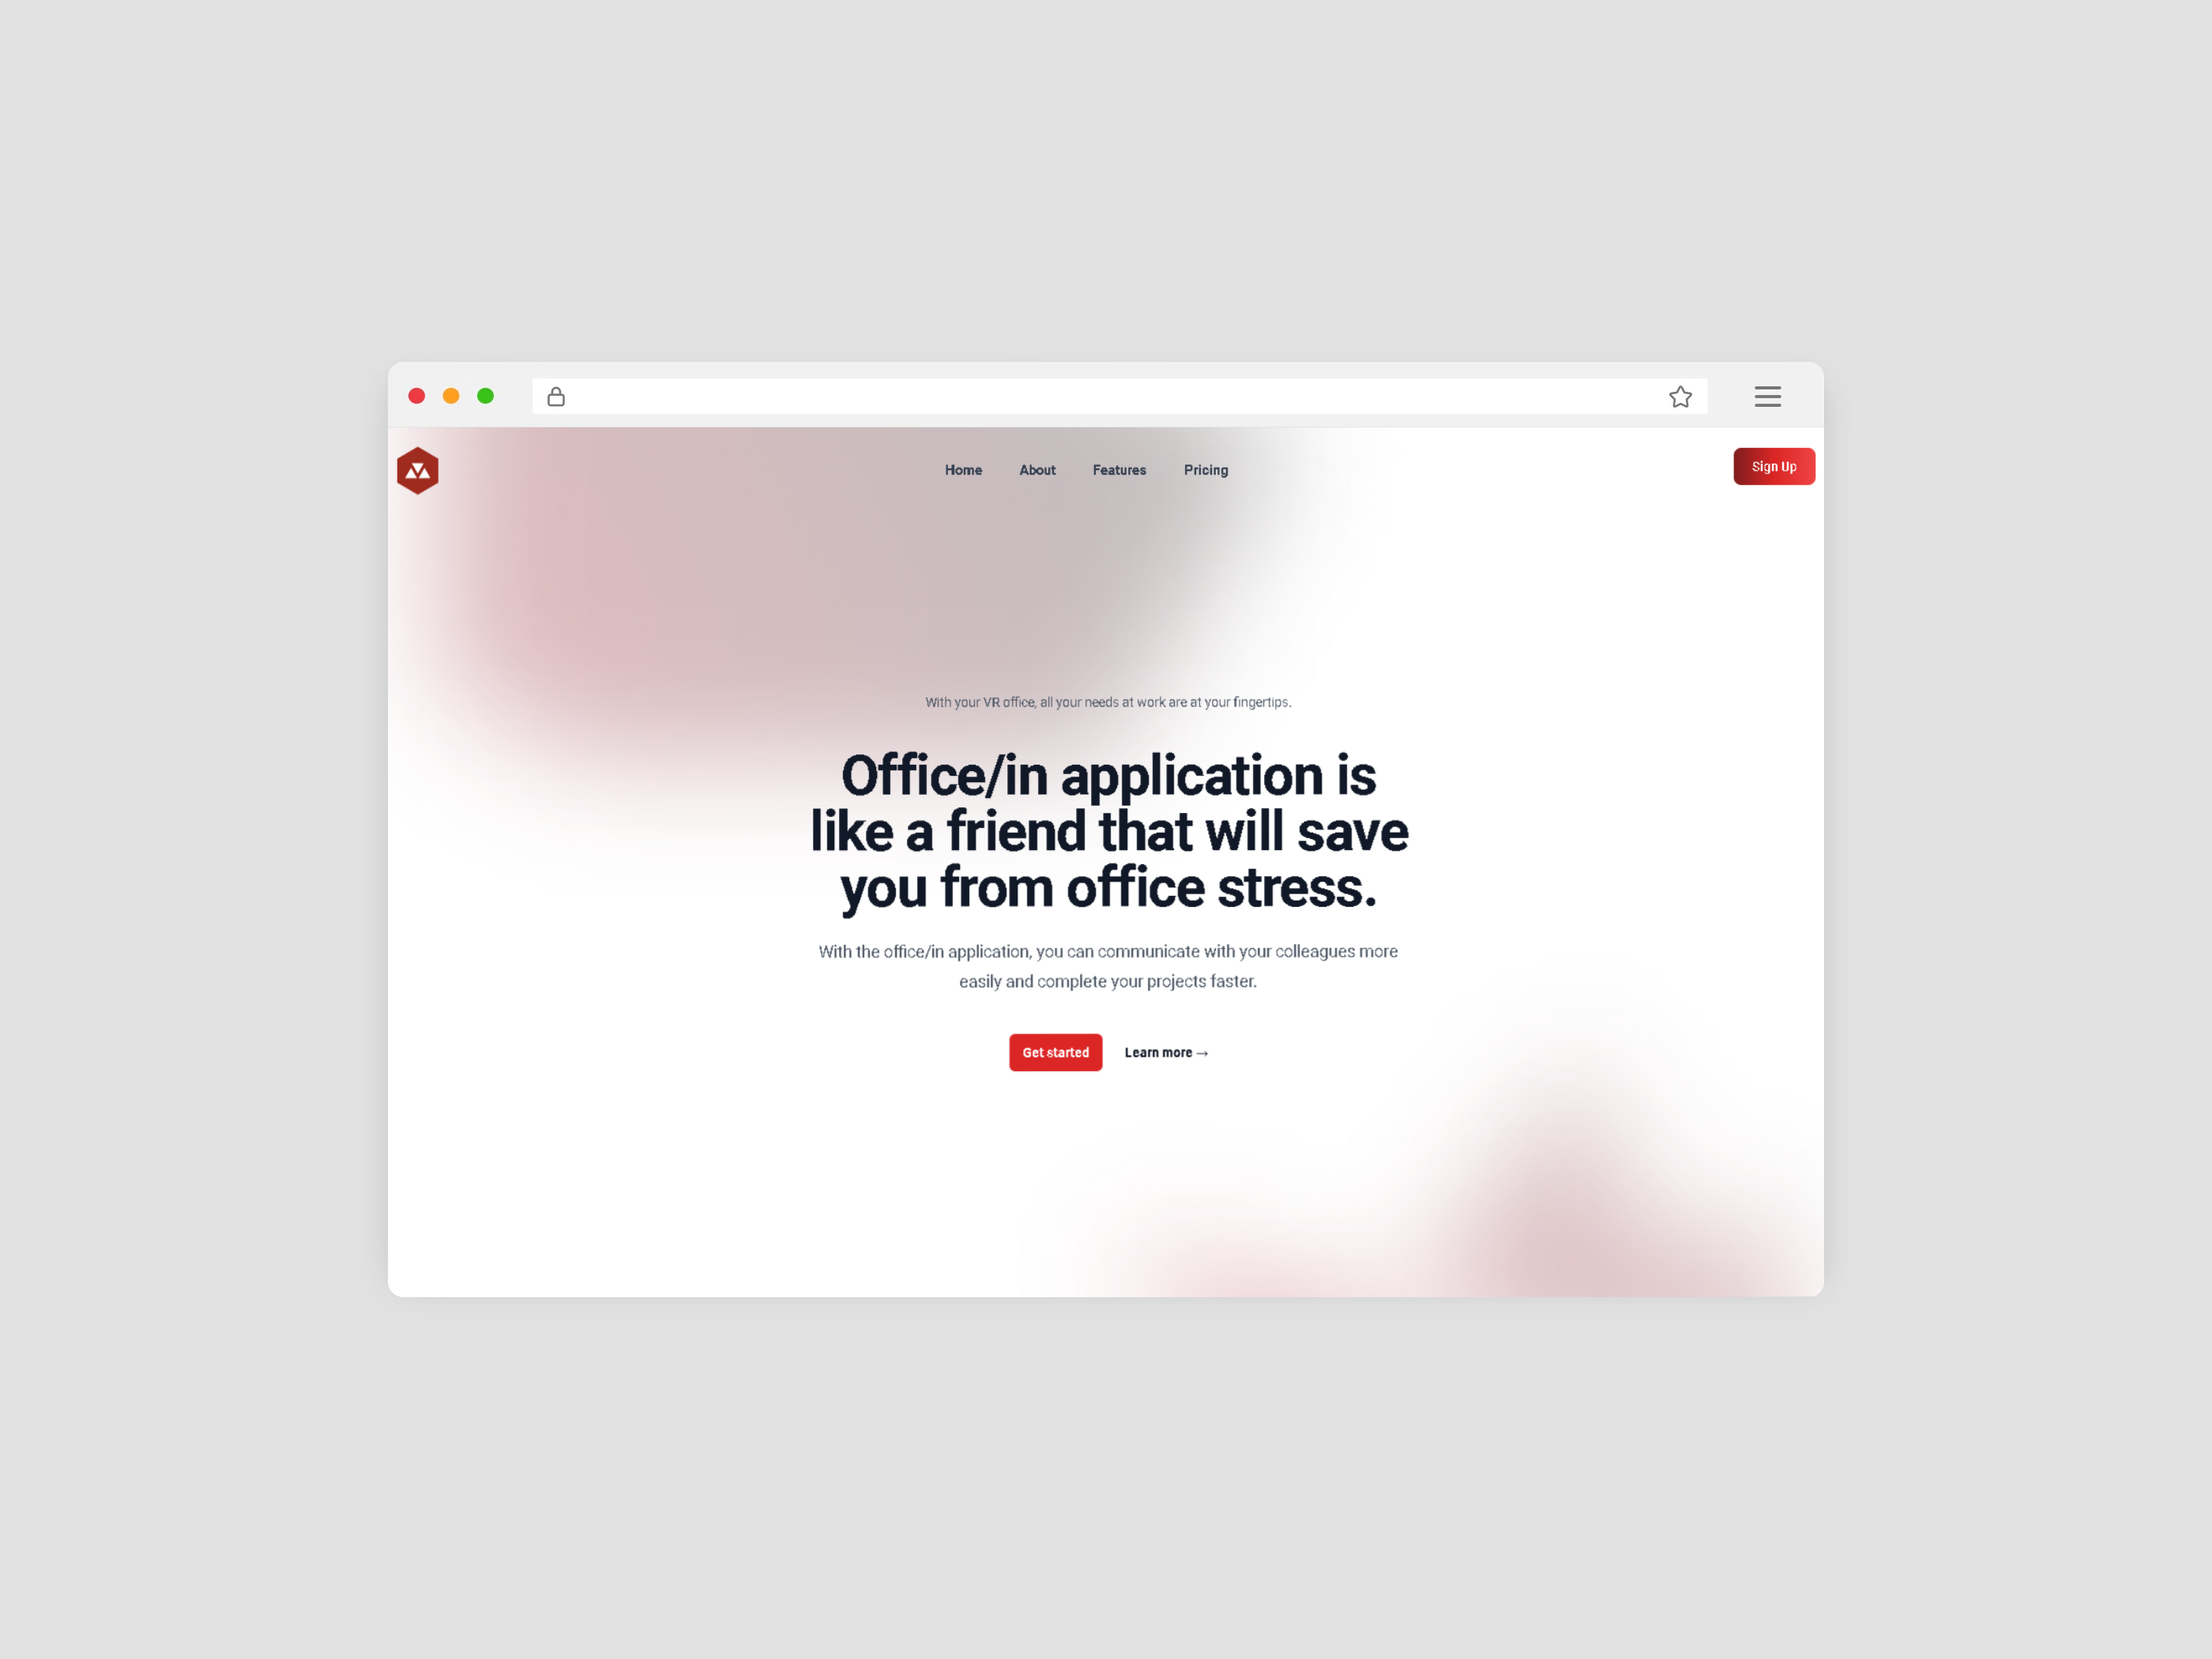 Home About Features Pricing
Sign Up
With your VR office, all your needs at work are at your fingertips.
Office/in application is
like a friend that will save
you from office stress.
With the office/in application, you can communicate with your colleagues more
easily and complete your projects faster.
Get started
Learn more →